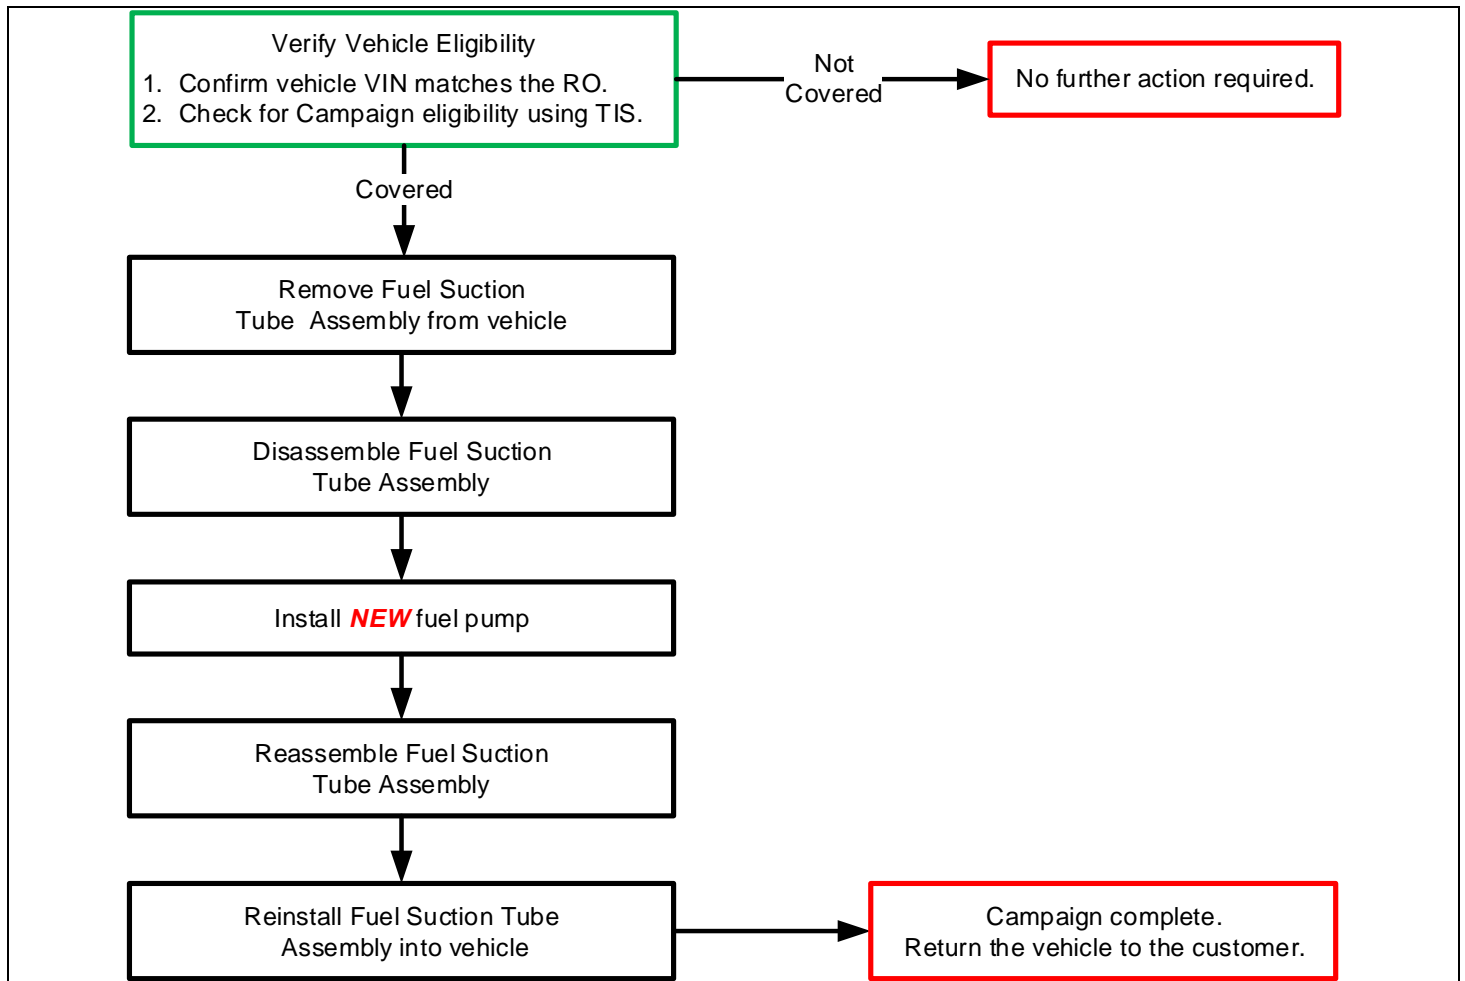 Verify Vehicle Eligibility
1. Confirm vehicle VIN matches the RO.
2. Check for Campaign eligibility using TIS.
Not
Covered
No further action required.
Covered
Remove Fuel Suction
Tube Assembly from vehicle
Disassemble Fuel Suction
Tube Assembly
Install NEW fuel pump
Reassemble Fuel Suction
Tube Assembly
Reinstall Fuel Suction Tube
Assembly into vehicle
Campaign complete.
Return the vehicle to the customer.